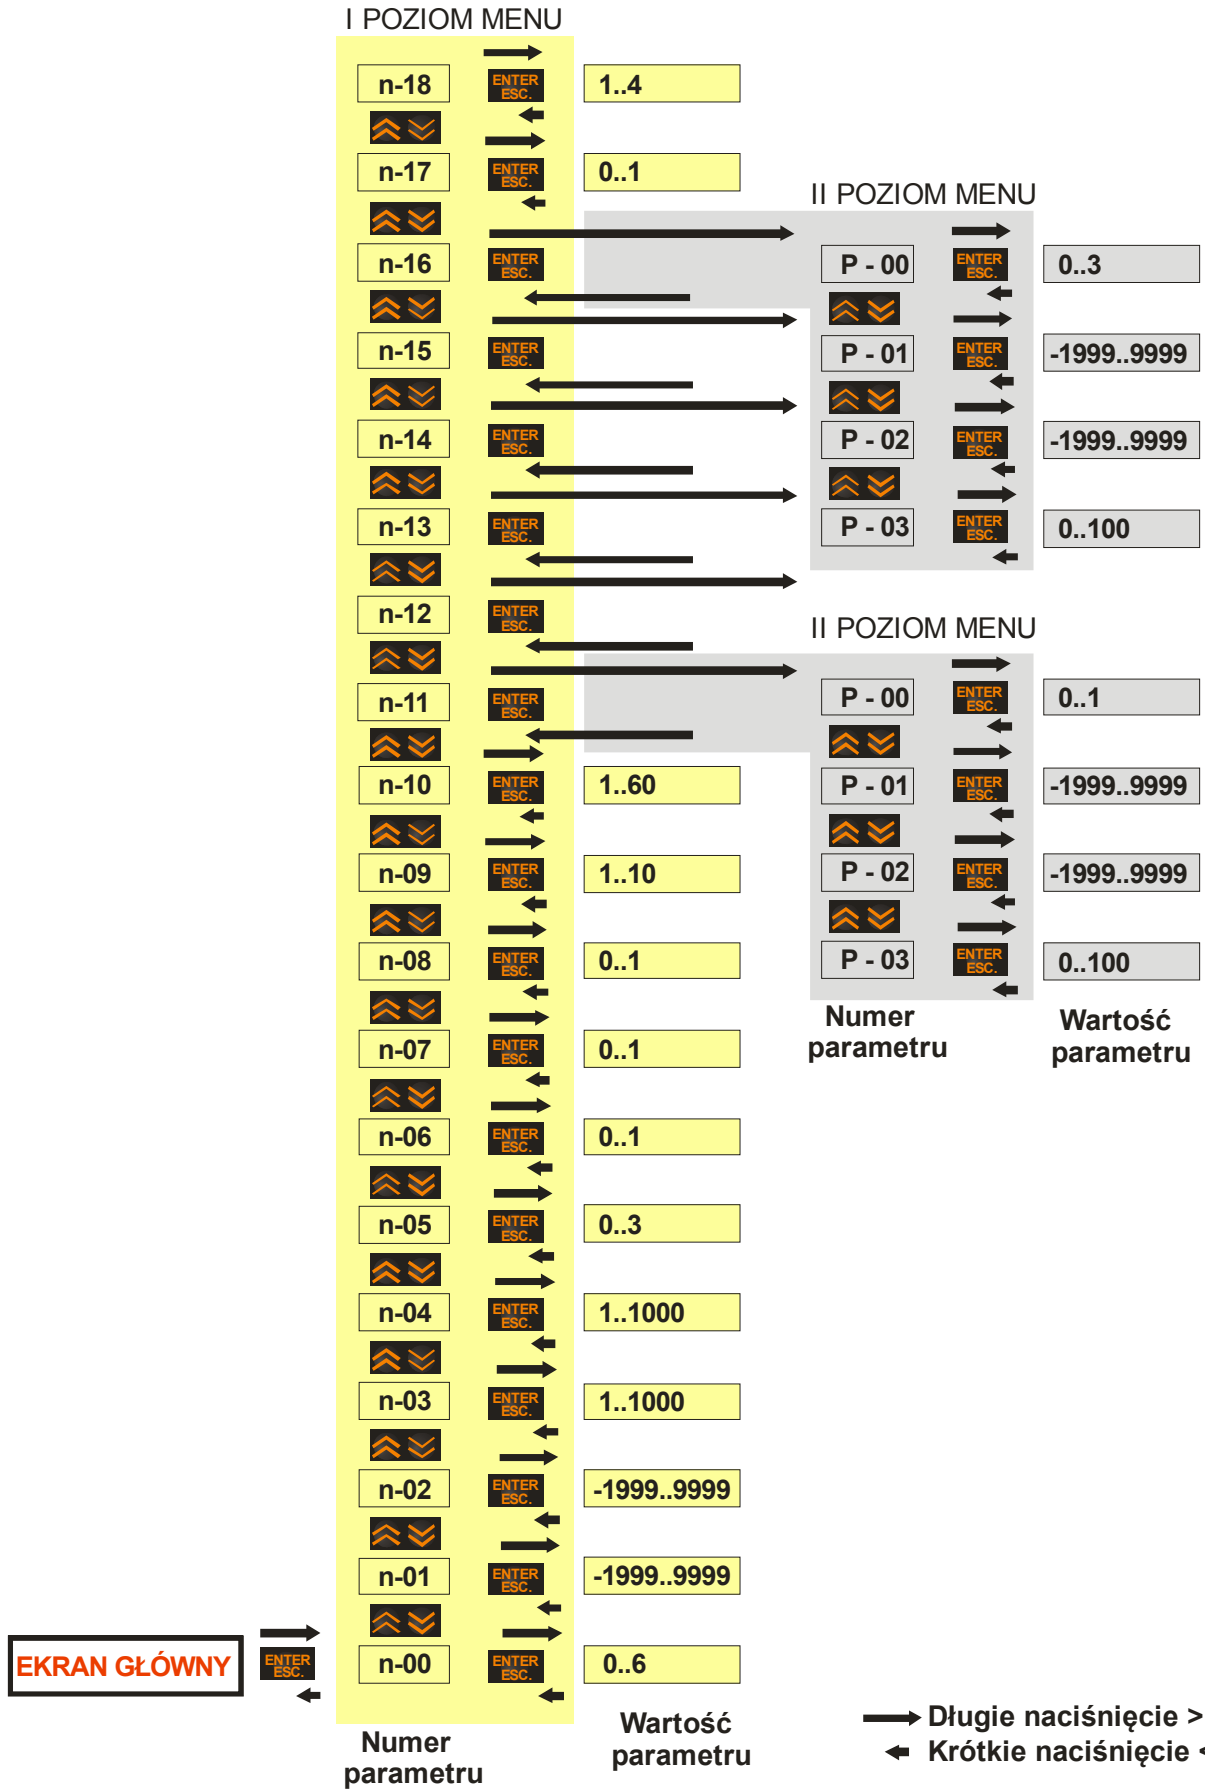 I POZIOM MENU
n-18 ENTER ESC. 1..4
n-17 ENTER ESC. 0..1
II POZIOM MENU
n-16 ENTER ESC. P - 00 ENTER ESC. 0..3
n-15 ENTER ESC. P - 01 ENTER ESC. -1999..9999
n-14 ENTER ESC. P - 02 ENTER ESC. -1999..9999
n-13 ENTER ESC. P - 03 ENTER ESC. 0..100
n-12 ENTER ESC.
II POZIOM MENU
n-11 ENTER ESC. P - 00 ENTER ESC. 0..1
n-10 ENTER ESC. 1..60 P - 01 ENTER ESC. -1999..9999
n-09 ENTER ESC. 1..10 P - 02 ENTER ESC. -1999..9999
n-08 ENTER ESC. 0..1 P - 03 ENTER ESC. 0..100
Numer Wartość
parametru parametru
n-07 ENTER ESC. 0..1
n-06 ENTER ESC. 0..1
n-05 ENTER ESC. 0..3
n-04 ENTER ESC. 1..1000
n-03 ENTER ESC. 1..1000
n-02 ENTER ESC. -1999..9999
n-01 ENTER ESC. -1999..9999
EKRAN GŁÓWNY ENTER ESC. n-00 ENTER ESC. 0..6
Numer Wartość
parametru parametru
Długie naciśnięcie >
Krótkie naciśnięcie <